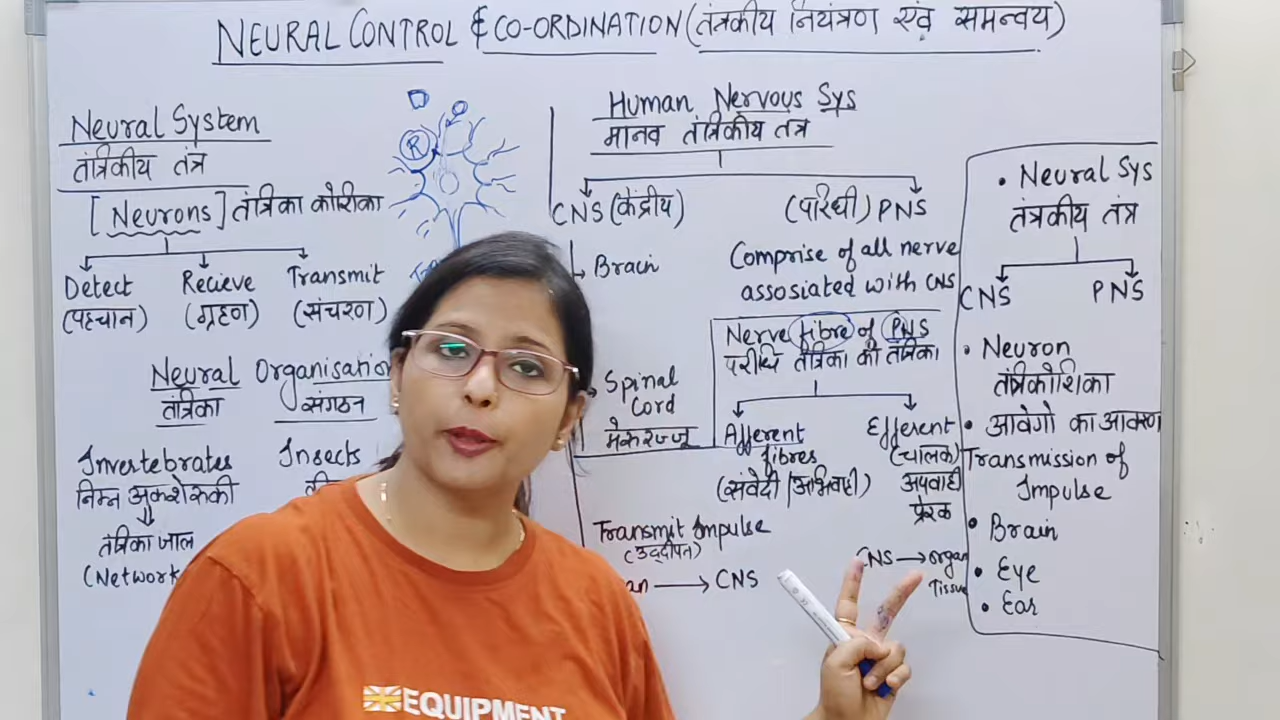 NEURAL CONTROL & CO-ORDINATION (तंत्रकीय नियंत्रण एवं समन्वय)
Neural System
तंत्रिकीय तंत्र
[Neurons] तंत्रिका कोशिका
Detect Recieve Transmit
(पहचान) (ग्रहण) (संचरण)
Neural Organisation
तंत्रिका संगठन
Invertebrates Insects
निम्न अकशेरुकी
तंत्रिका जाल
(Network
R
Human Nervous Sys
मानव तंत्रिकीय तंत्र
CNS (केंद्रीय) (परिधी) PNS
Brain
Spinal
Cord
मेरुरज्जू
Comprise of all nerve
assosiated with CNS
Nerve fibre of PNS
परीधि तंत्रिका की तंत्रिका
Afferent
fibres
(संवेदी/अभिवाही)
Efferent
(चालक)
अपवाही
प्रेरक
Transmit Impulse
(उद्दीपन)
an → CNS
CNS → organ
Tissue
• Neural Sys
तंत्रकीय तंत्र
CNS PNS
• Neuron
तंत्रिकोशिका
• आवेगो का
Transmission of
Impulse
• Brain
• Eye
• Ear
EQUIPMENT